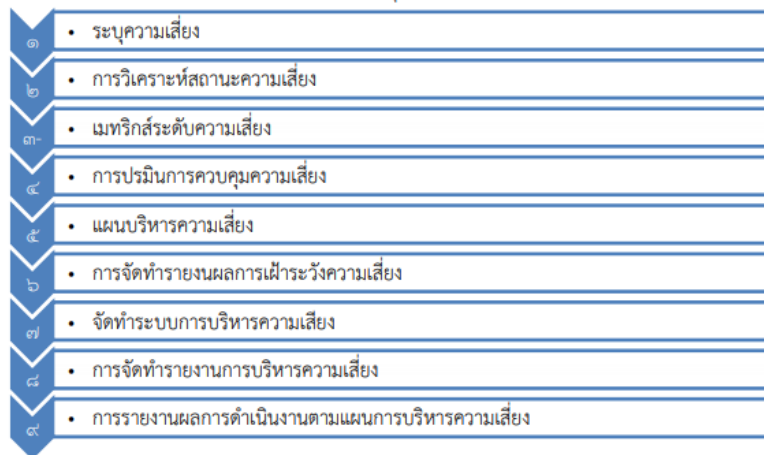 ๑ • ระบุความเสี่ยง
๒ • การวิเคราะห์สถานะความเสี่ยง
๓- • เมทริกส์ระดับความเสี่ยง
๔ • การปรมินการควบคุมความเสี่ยง
๕ • แผนบริหารความเสี่ยง
๖ • การจัดทำรายงนผลการเฝ้าระวังความเสี่ยง
๗ • จัดทำระบบการบริหารความเสียง
๘ • การจัดทำรายงานการบริหารความเสี่ยง
๙ • การรายงานผลการดำเนินงานตามแผนการบริหารความเสี่ยง